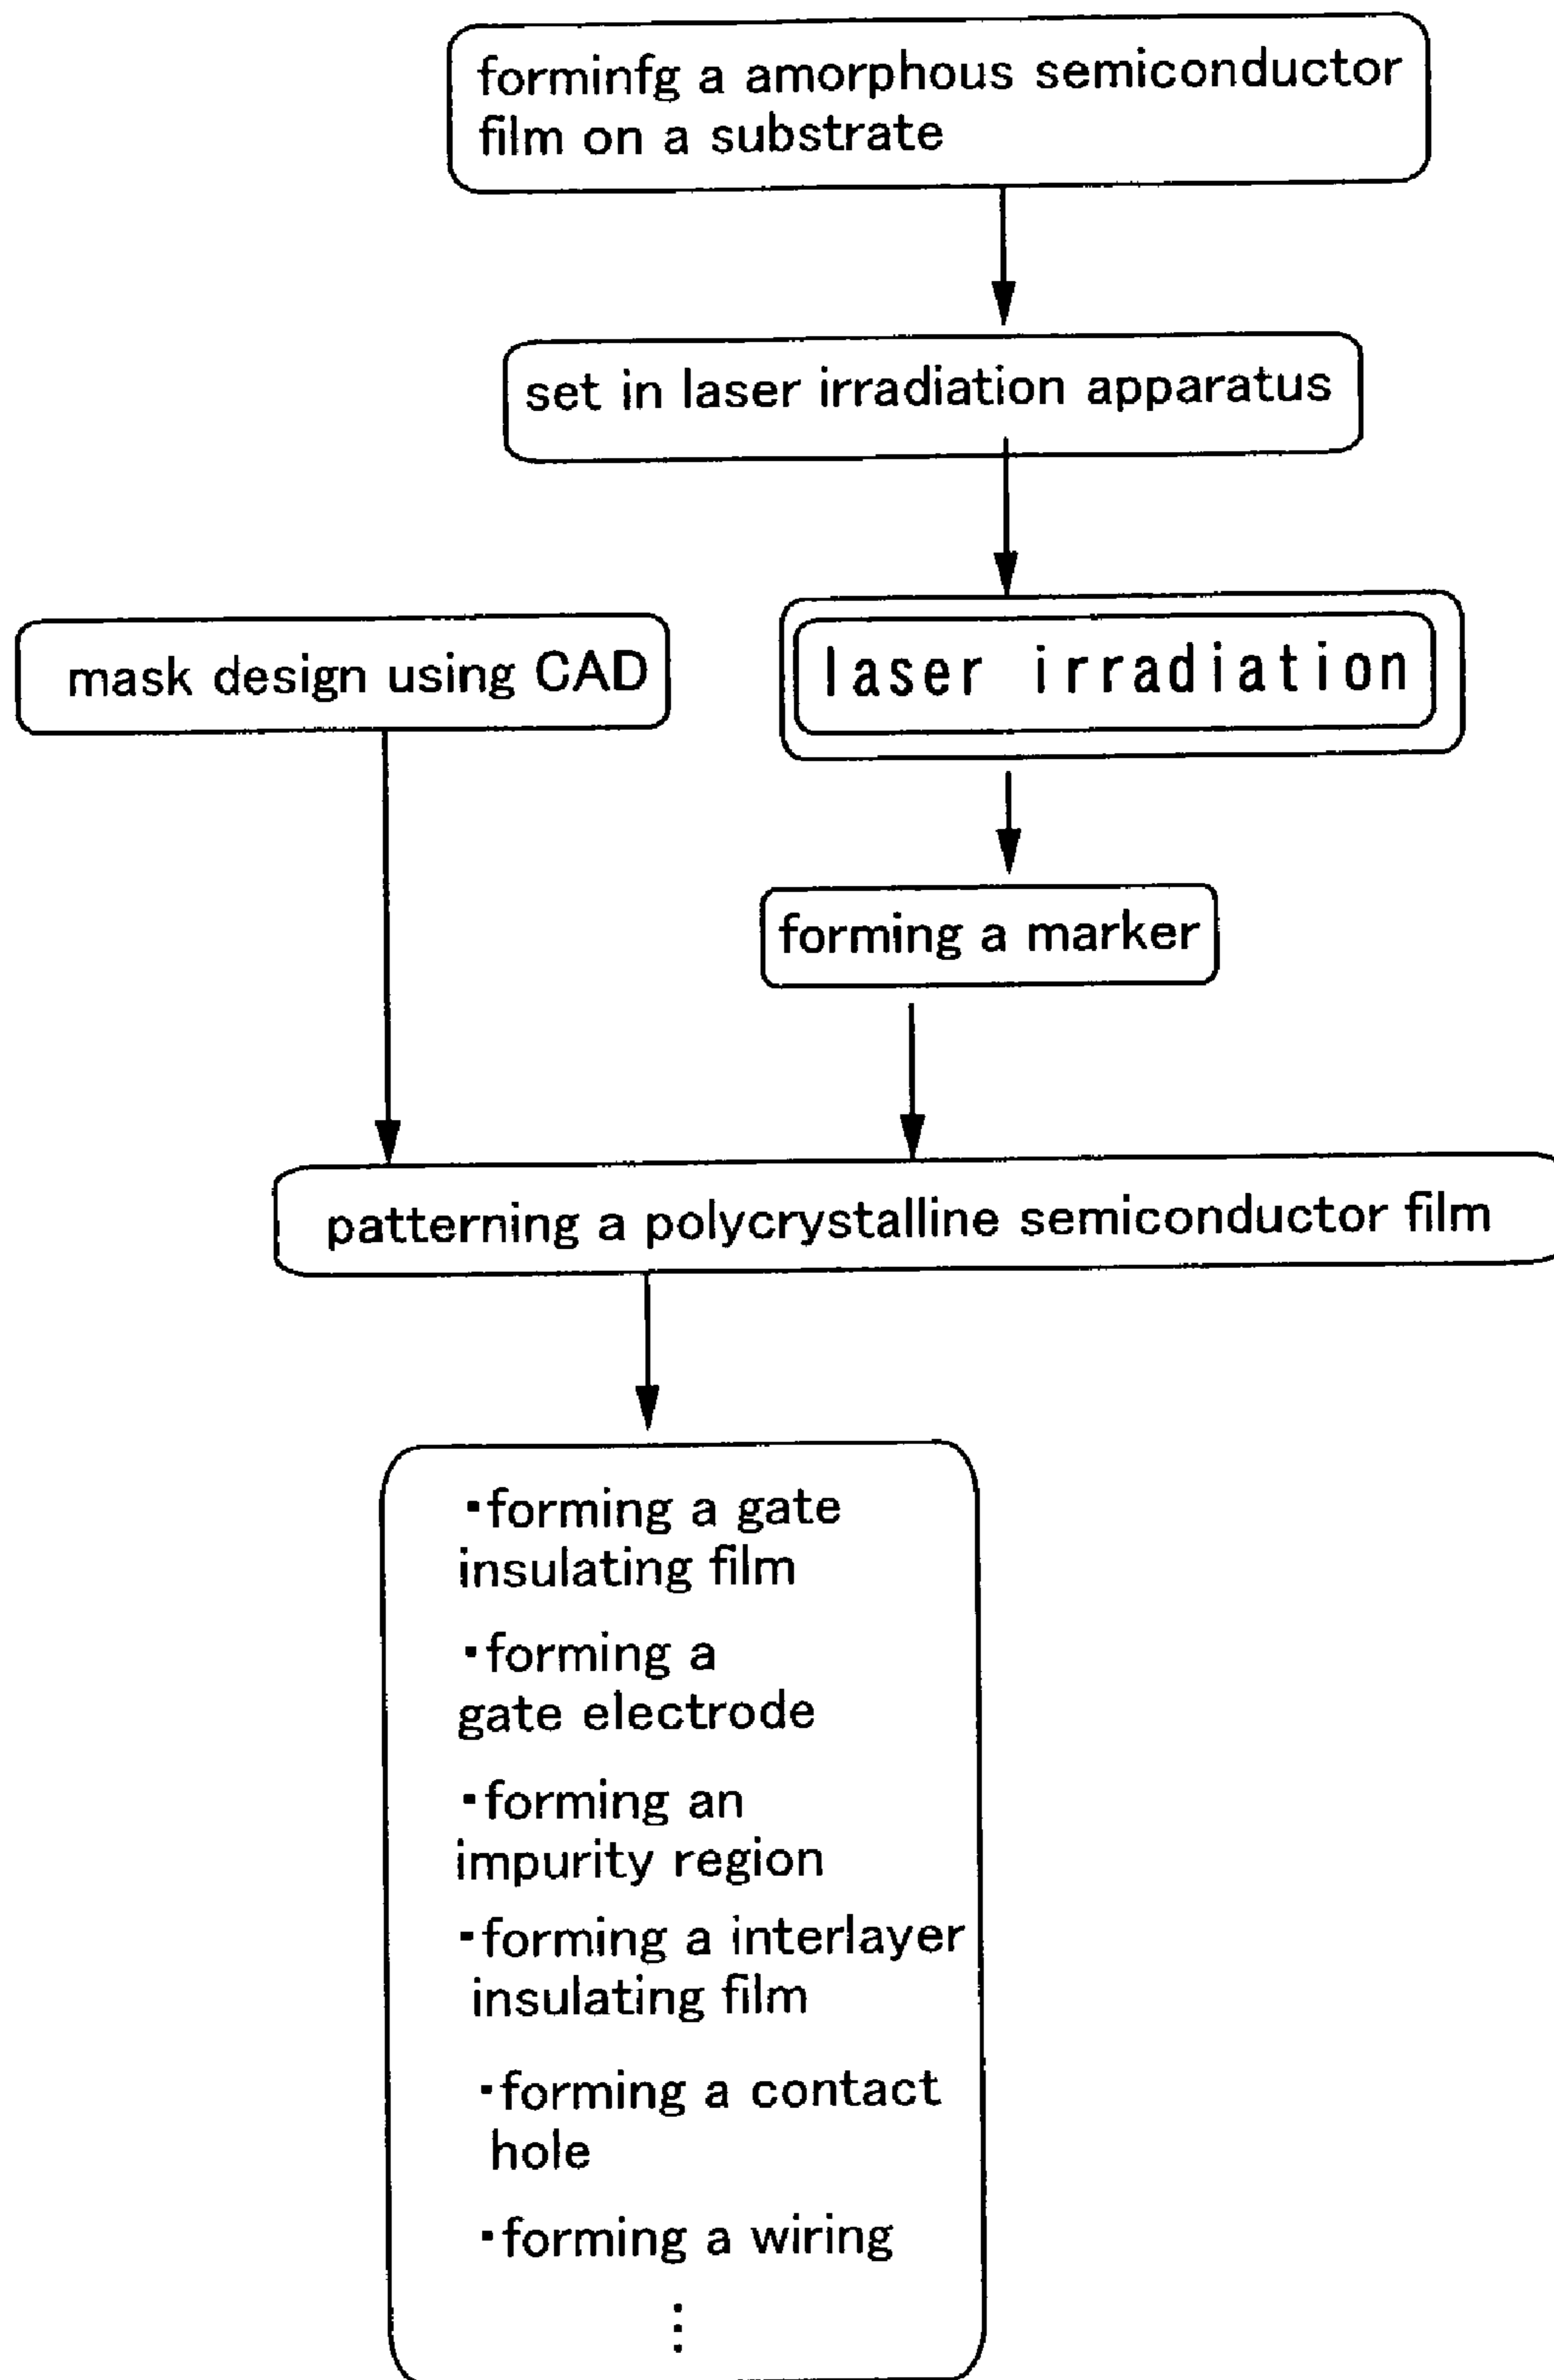 forminfg a amorphous semiconductor
film on a substrate
set in laser irradiation apparatus
mask design using CAD
laser irradiation
forming a marker
patterning a polycrystalline semiconductor film
・forming a gate
insulating film
・forming a
gate electrode
・forming an
impurity region
・forming a interlayer
insulating film
・forming a contact
hole
・forming a wiring
⋮